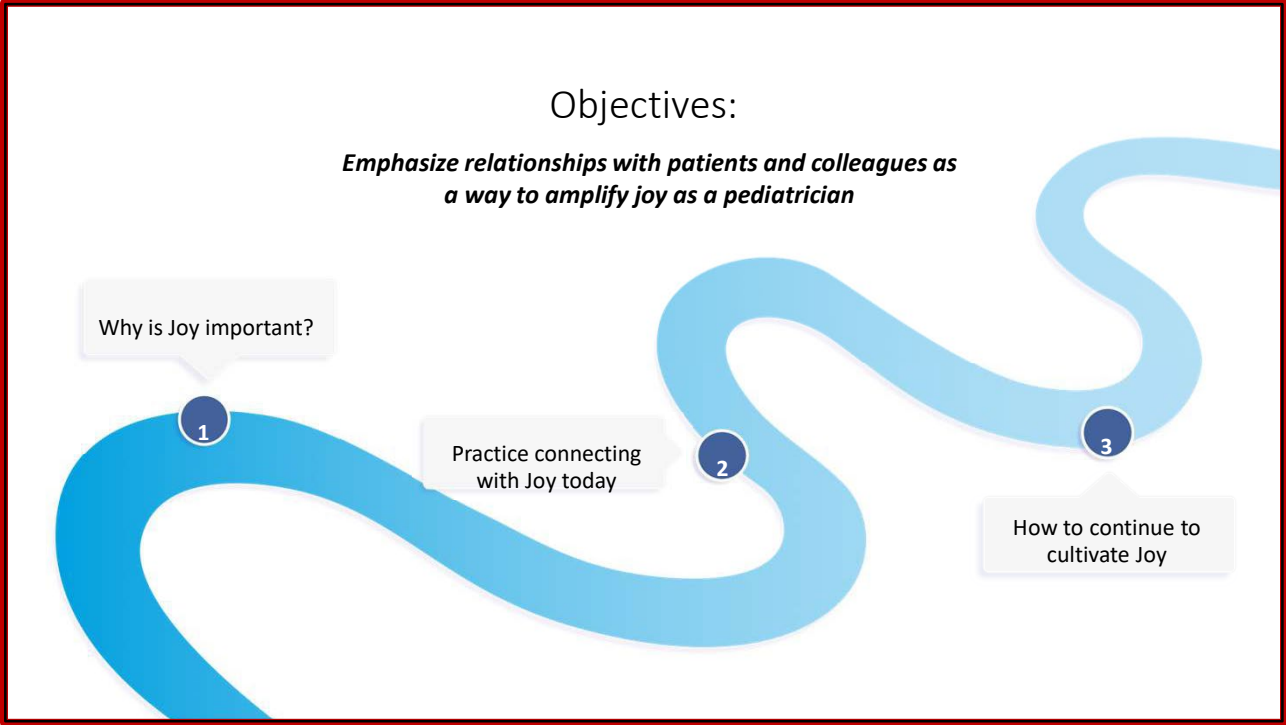 Objectives:
Emphasize relationships with patients and colleagues as
a way to amplify joy as a pediatrician
Why is Joy important?
1
Practice connecting
with Joy today
2
3
How to continue to
cultivate Joy